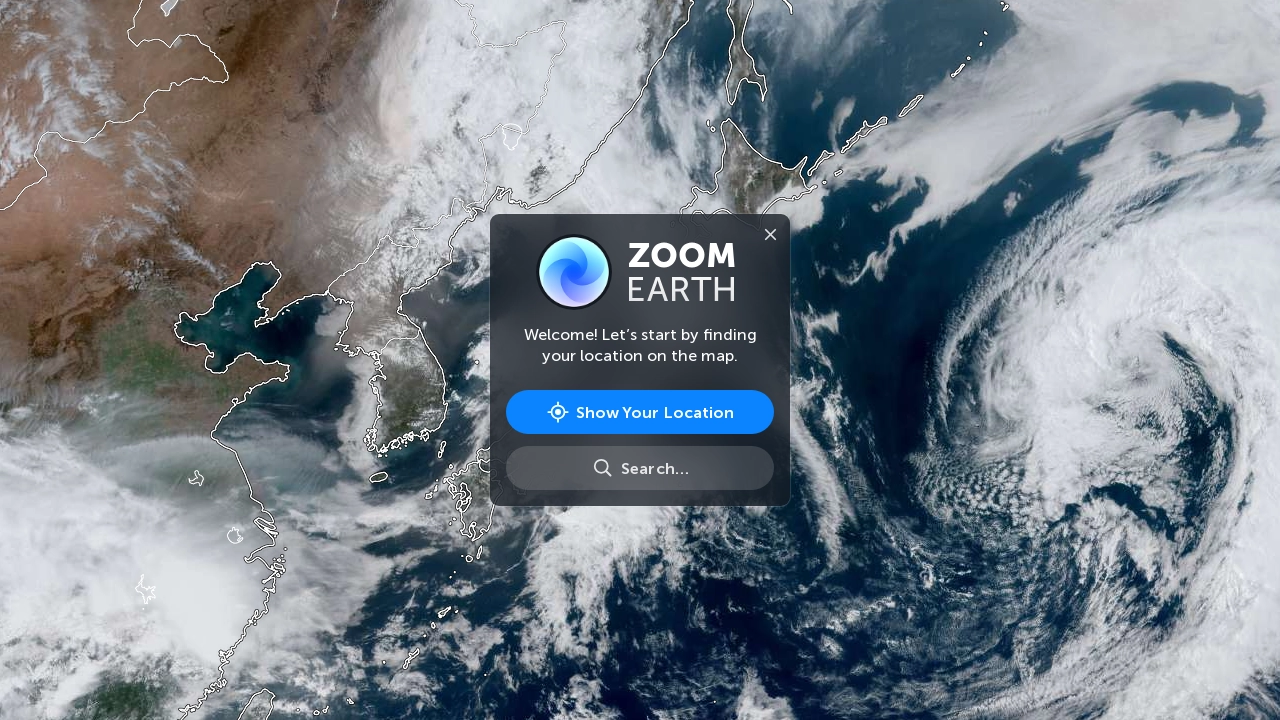 ZOOM
EARTH
Welcome! Let’s start by finding
your location on the map.
Show Your Location
Search...